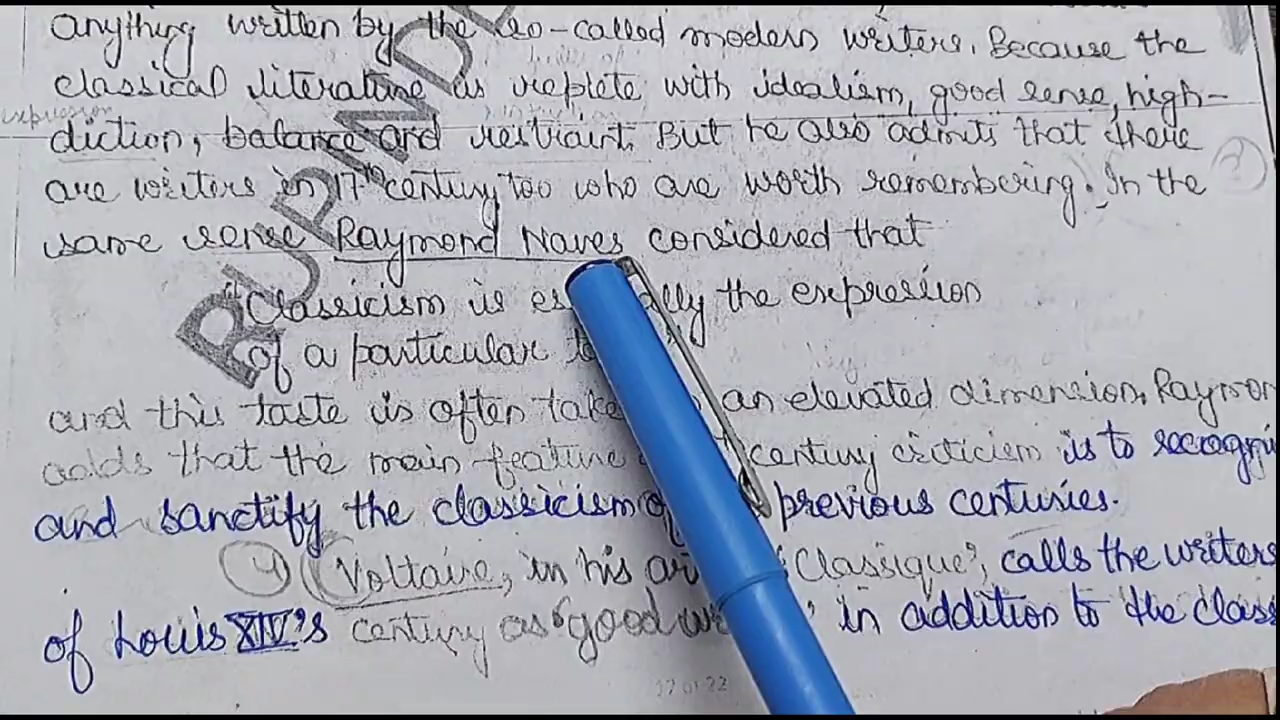 anything written by the so-called modern writers. Because the
classical literature is replete with idealism, good sense, high-
diction, balance and restraint. But he also admits that there
are writers in 17th century too who are worth remembering. In the
same sense Raymond Naves considered that
"Classicism is es ally the expression
of a particular
and this taste is often take an elevated dimension. Raymon
adds that the main feature century criticism is to recogni
and sanctify the classicism of previous centuries.
4 Voltaire, in his ar "Classique", calls the writers
of Louis XIV's century as "good w " in addition to the class
17 of 22
RUPIND